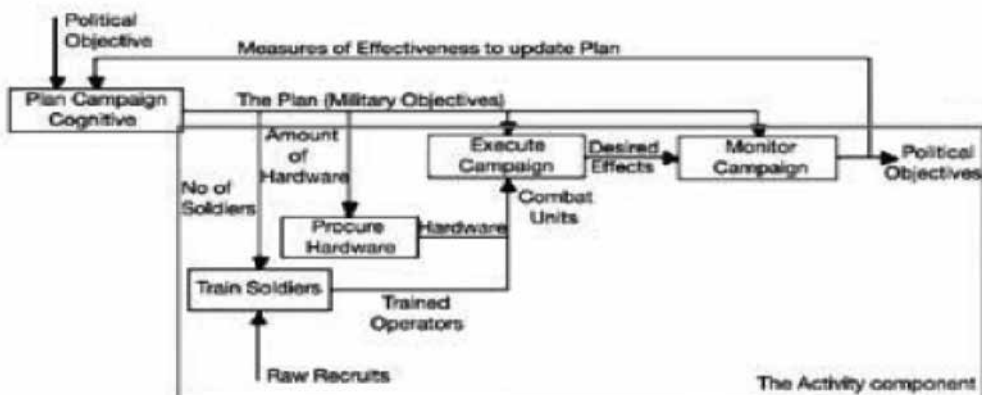 Political
Objective
Measures of Effectiveness to update Plan
Plan Campaign
Cognitive
The Plan (Military Objectives)
Amount
of
Hardware
Execute
Campaign
Desired
Effects
Monitor
Campaign
Political
Objectives
No of
Soldiers
Combat
Units
Procure
Hardware
Hardware
Train Soldiers
Trained
Operators
Raw Recruits
The Activity component